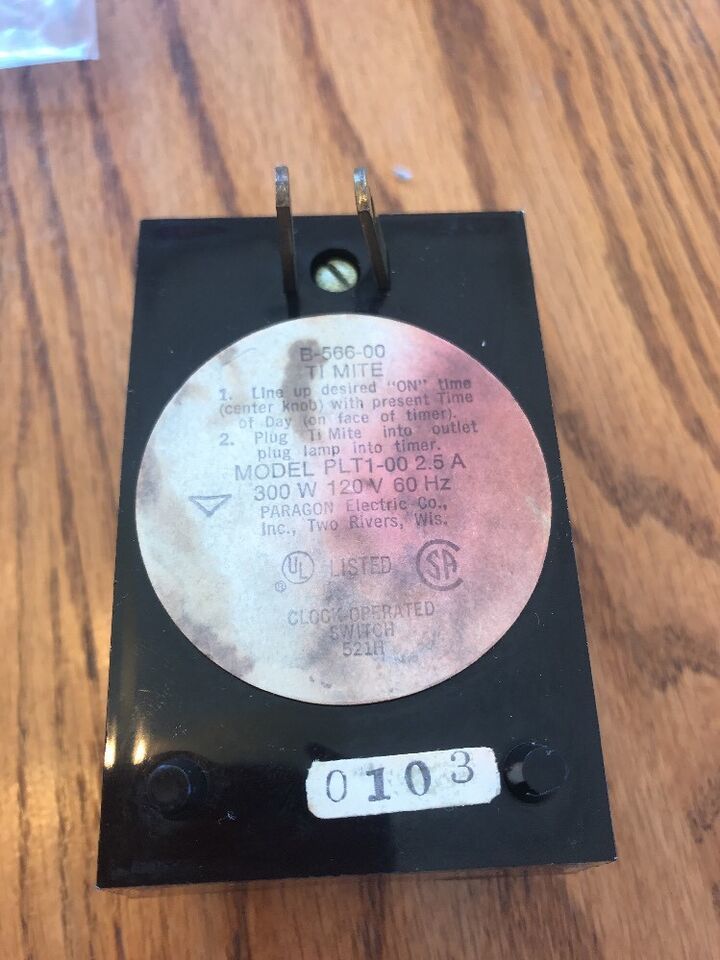 B-566-00
TI MITE
1. Line up desired "ON" time
(center knob) with present Time
of Day (on face of timer).
2. Plug Ti Mite into outlet
plug lamp into timer.
MODEL PLT1-00 2.5 A
300 W 120 V 60 Hz
PARAGON Electric Co.,
Inc., Two Rivers, Wis.
UL ® LISTED SA
CLOCK-OPERATED
SWITCH
521H
0103